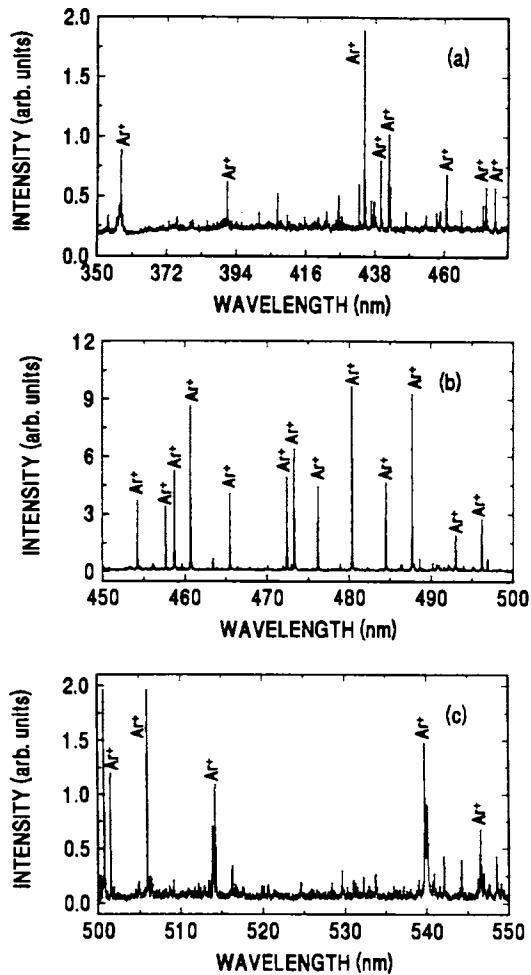 2.0
(a)
Ar⁺ Ar⁺ Ar⁺ Ar⁺ Ar⁺ Ar⁺ Ar⁺ Ar⁺
1.5
1.0
0.5
0.0
INTENSITY (arb. units)
350 372 394 416 438 460
WAVELENGTH (nm)
12
(b)
Ar⁺ Ar⁺ Ar⁺ Ar⁺ Ar⁺ Ar⁺ Ar⁺ Ar⁺ Ar⁺ Ar⁺ Ar⁺ Ar⁺ Ar⁺
9
6
3
0
INTENSITY (arb. units)
450 460 470 480 490 500
WAVELENGTH (nm)
2.0
(c)
Ar⁺ Ar⁺ Ar⁺ Ar⁺ Ar⁺
1.5
1.0
0.5
0.0
INTENSITY (arb. units)
500 510 520 530 540 550
WAVELENGTH (nm)